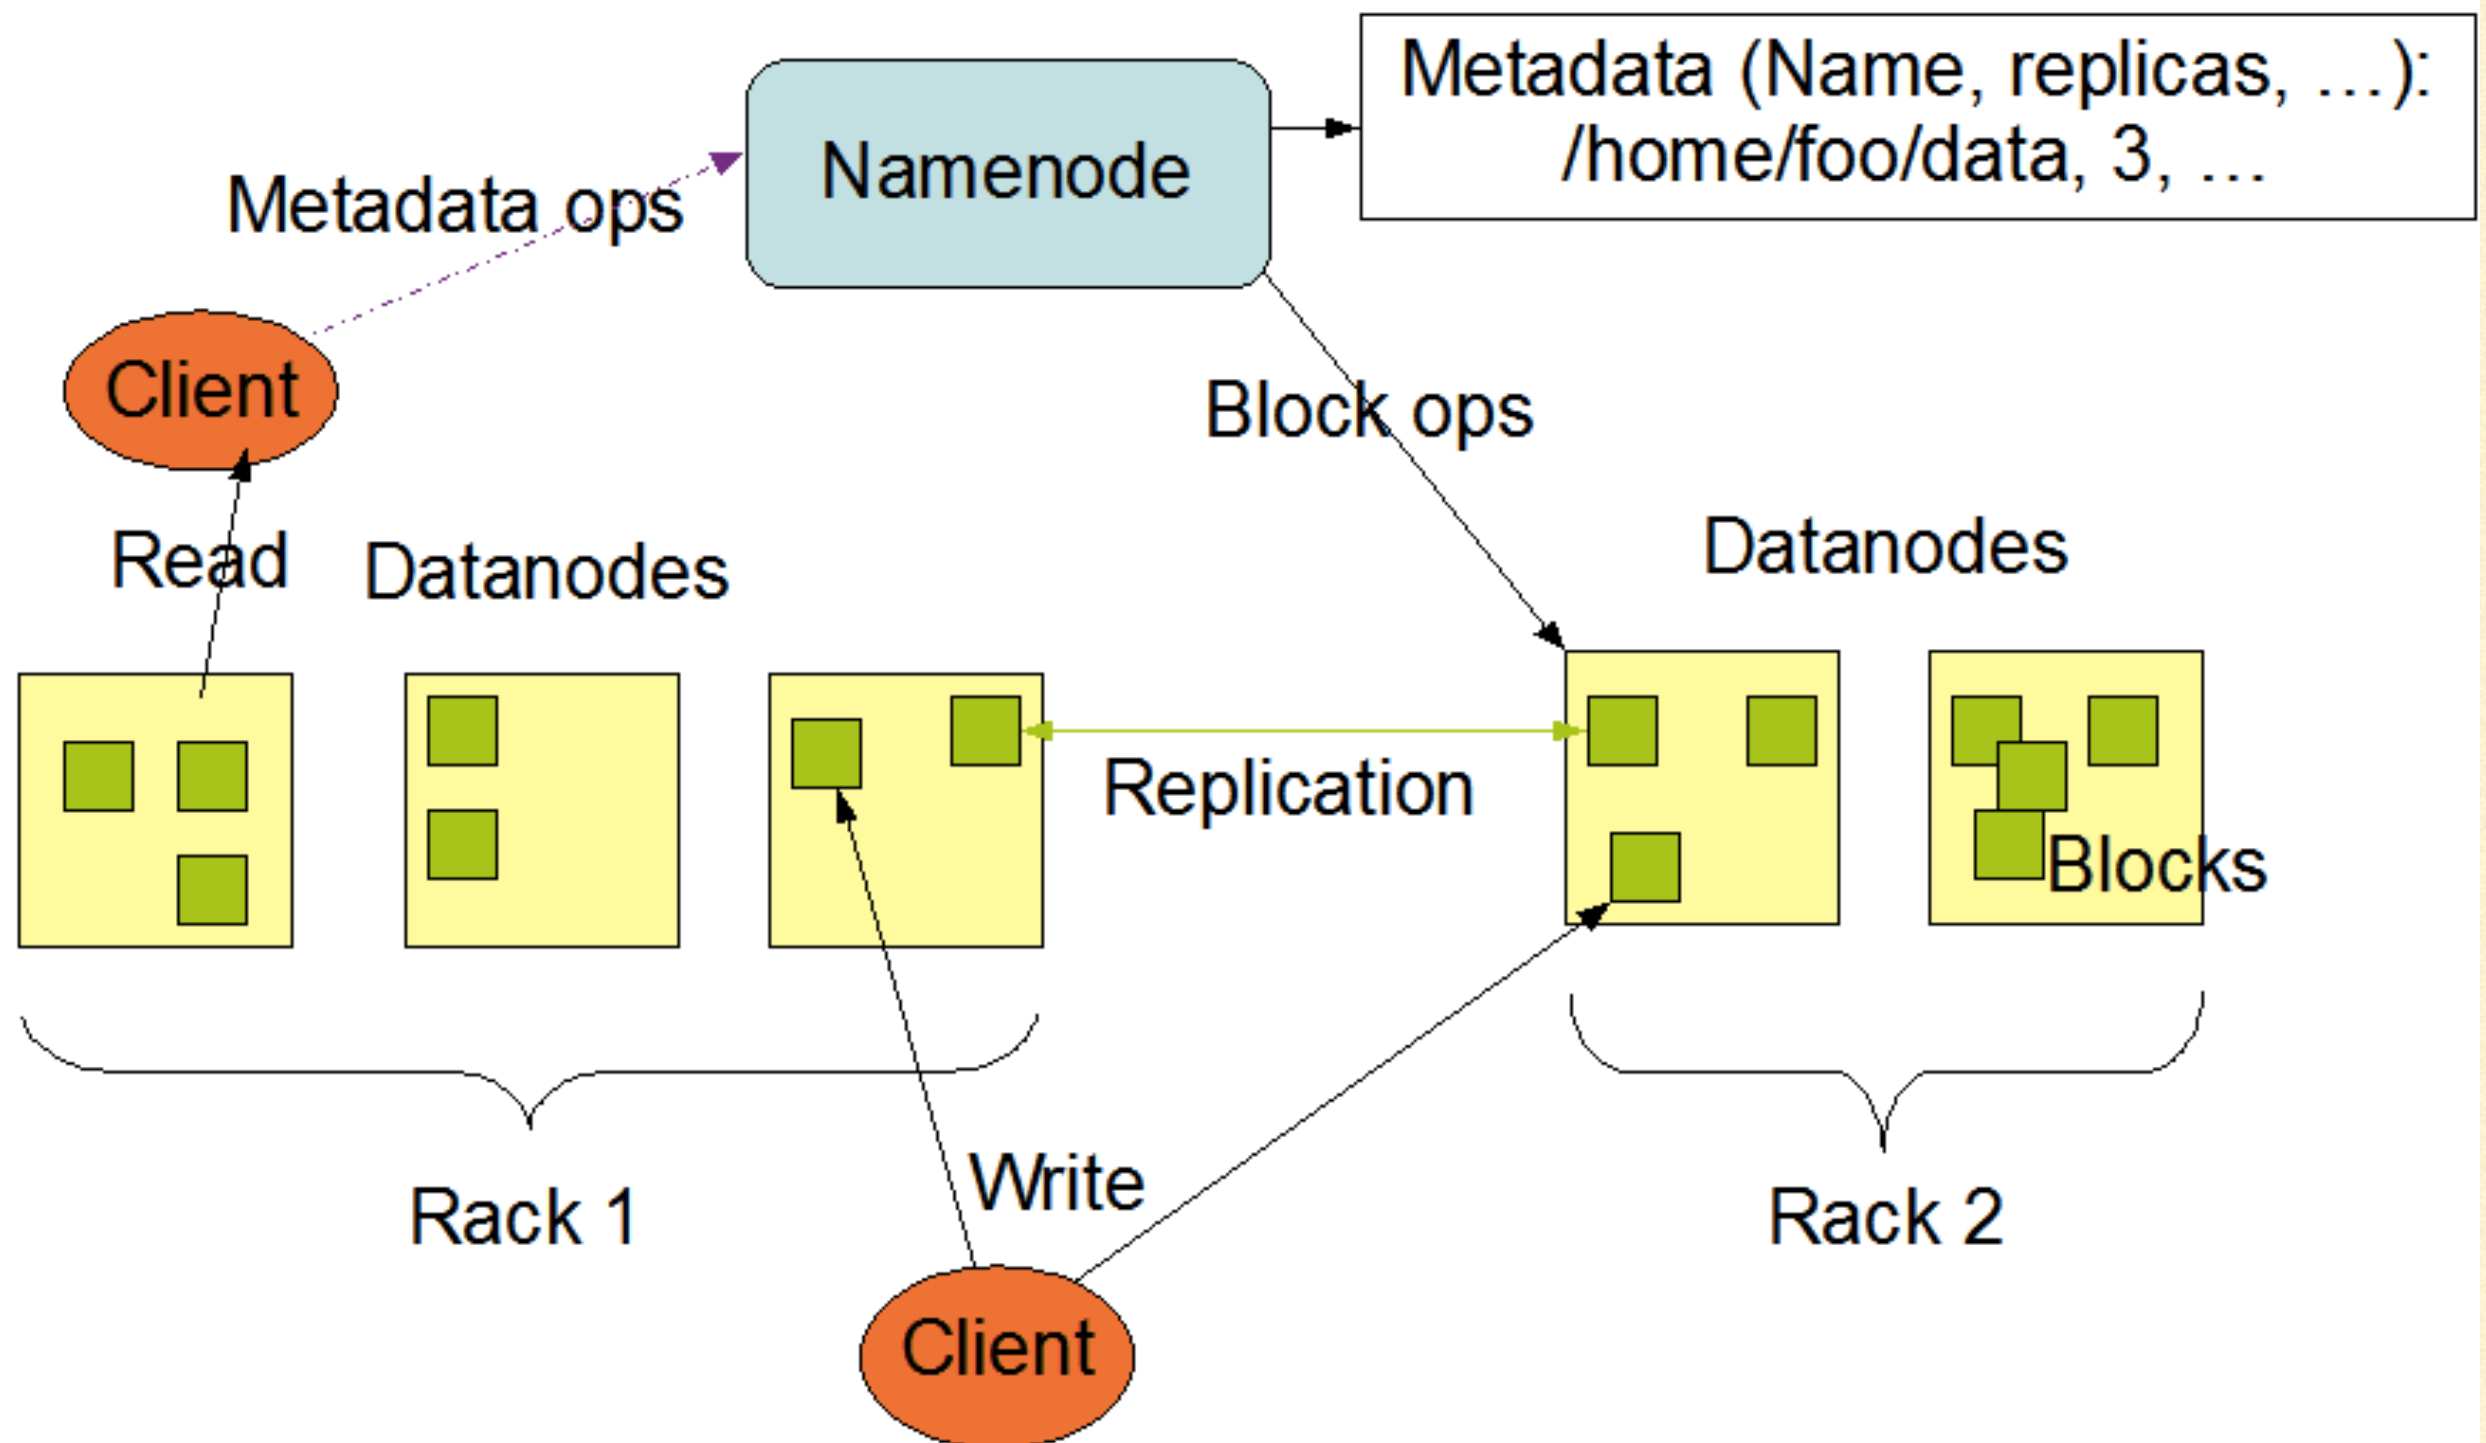 Metadata (Name, replicas, …):
/home/foo/data, 3, …
Namenode
Metadata ops
Client
Block ops
Read
Datanodes
Datanodes
Replication
Blocks
Rack 1
Write
Rack 2
Client